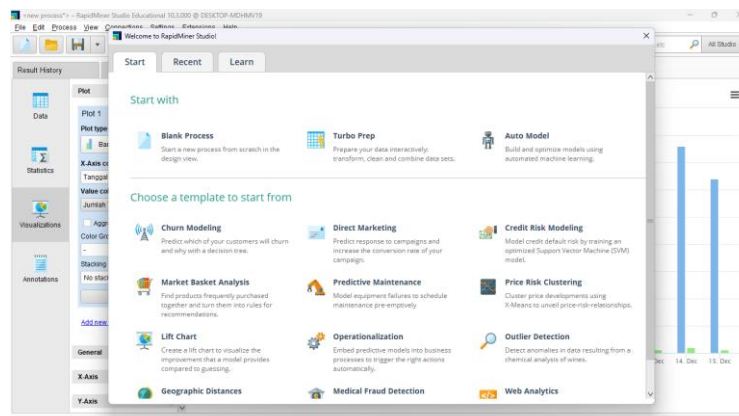 <new process*> – RapidMiner Studio Educational 10.3.000 @ DESKTOP-MDHMV19
File Edit Process View Connections Settings Extensions Help
Welcome to RapidMiner Studio!
All Studio
Result History
Start Recent Learn
Plot
Data
Plot 1
Plot type
Ba
Statistics
X-Axis co
Tanggal
Value col
Jumlah
Visualizations
Aggr
Color Gro
-
Stacking
No stac
Annotations
Add new
General
X-Axis
Y-Axis
Start with
Blank Process
Start a new process from scratch in the
design view.
Turbo Prep
Prepare your data interactively:
transform, clean and combine data sets.
Auto Model
Build and optimize models using
automated machine learning.
Choose a template to start from
Churn Modeling
Predict which of your customers will churn
and why with a decision tree.
Direct Marketing
Predict response to campaigns and
increase the conversion rate of your
campaign.
Credit Risk Modeling
Model credit default risk by training an
optimized Support Vector Machine (SVM)
model.
Market Basket Analysis
Find products frequently purchased
together and turn them into rules for
recommendations.
Predictive Maintenance
Model equipment failures to schedule
maintenance pre-emptively.
Price Risk Clustering
Cluster price developments using
X-Means to unveil price-risk-relationships.
Lift Chart
Create a lift chart to visualize the
improvement that a model provides
compared to guessing.
Operationalization
Embed predictive models into business
processes to trigger the right actions
automatically.
Outlier Detection
Detect anomalies in data resulting from a
chemical analysis of wines.
Geographic Distances
Medical Fraud Detection
Web Analytics
Dec 14. Dec 15. Dec